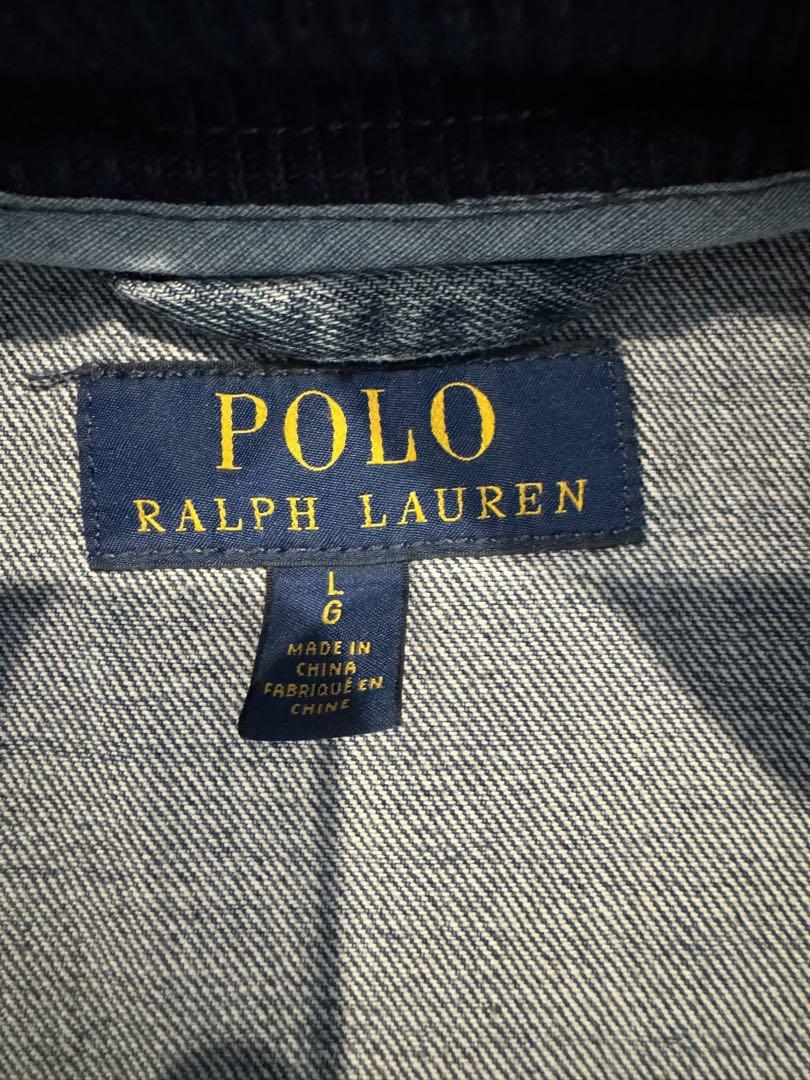 POLO
RALPH LAUREN
L
G
MADE IN
CHINA
FABRIQUÉ EN
CHINE